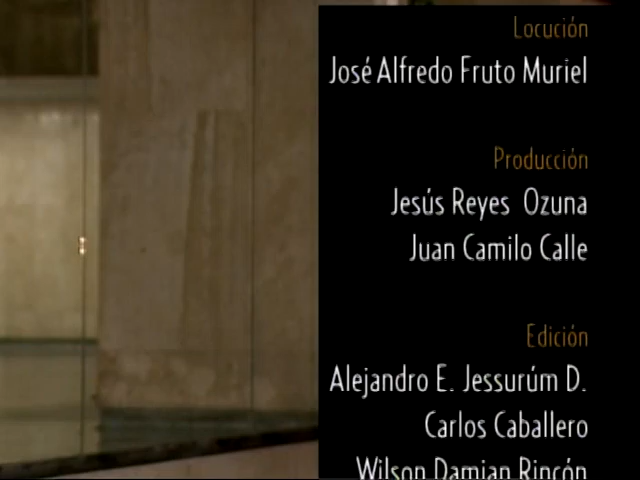 Locución
José Alfredo Fruto Muriel
Producción
Jesús Reyes Ozuna
Juan Camilo Calle
Edición
Alejandro E. Jessurúm D.
Carlos Caballero
Wilson Damian Rincón